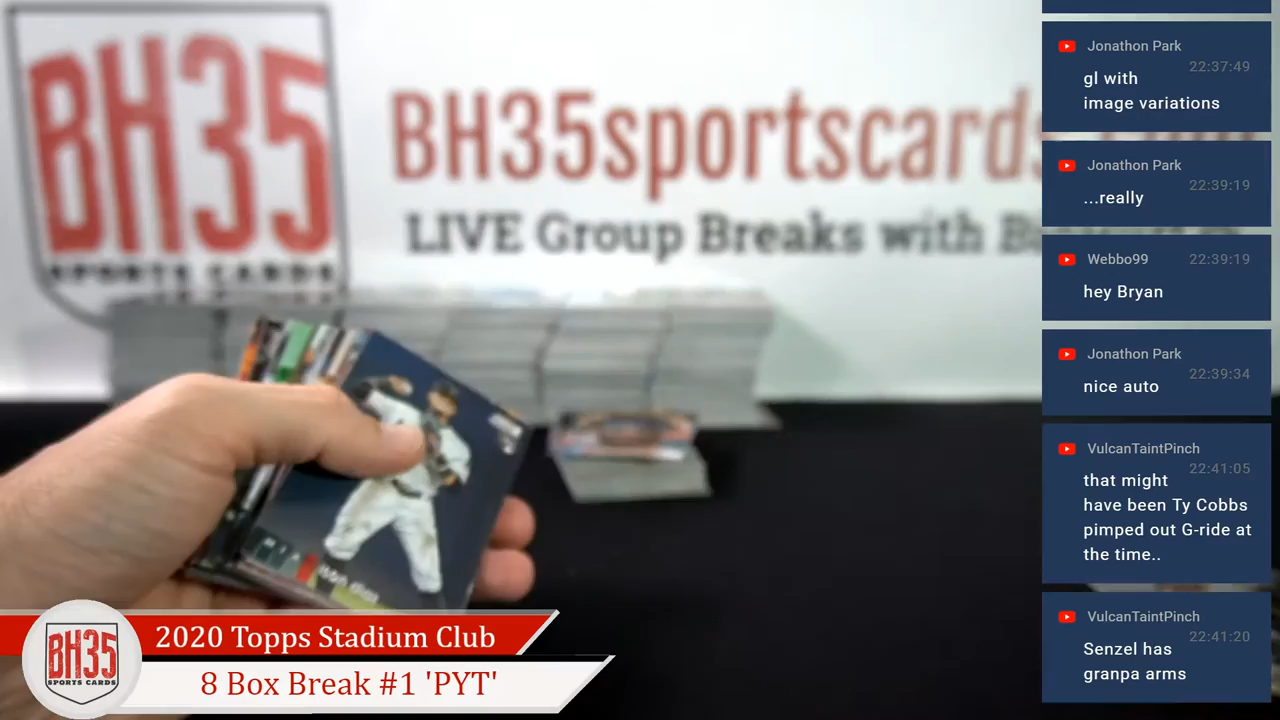 BH35
SPORTS CARDS
BH35sportscards
LIVE Group Breaks with
Jonathon Park
22:37:49
gl with
image variations
Jonathon Park
22:39:19
...really
Webbo99
22:39:19
hey Bryan
Jonathon Park
22:39:34
nice auto
VulcanTaintPinch
22:41:05
that might
have been Ty Cobbs
pimped out G-ride at
the time..
VulcanTaintPinch
22:41:20
Senzel has
granpa arms
BH35
SPORTS CARDS
2020 Topps Stadium Club
8 Box Break #1 'PYT'